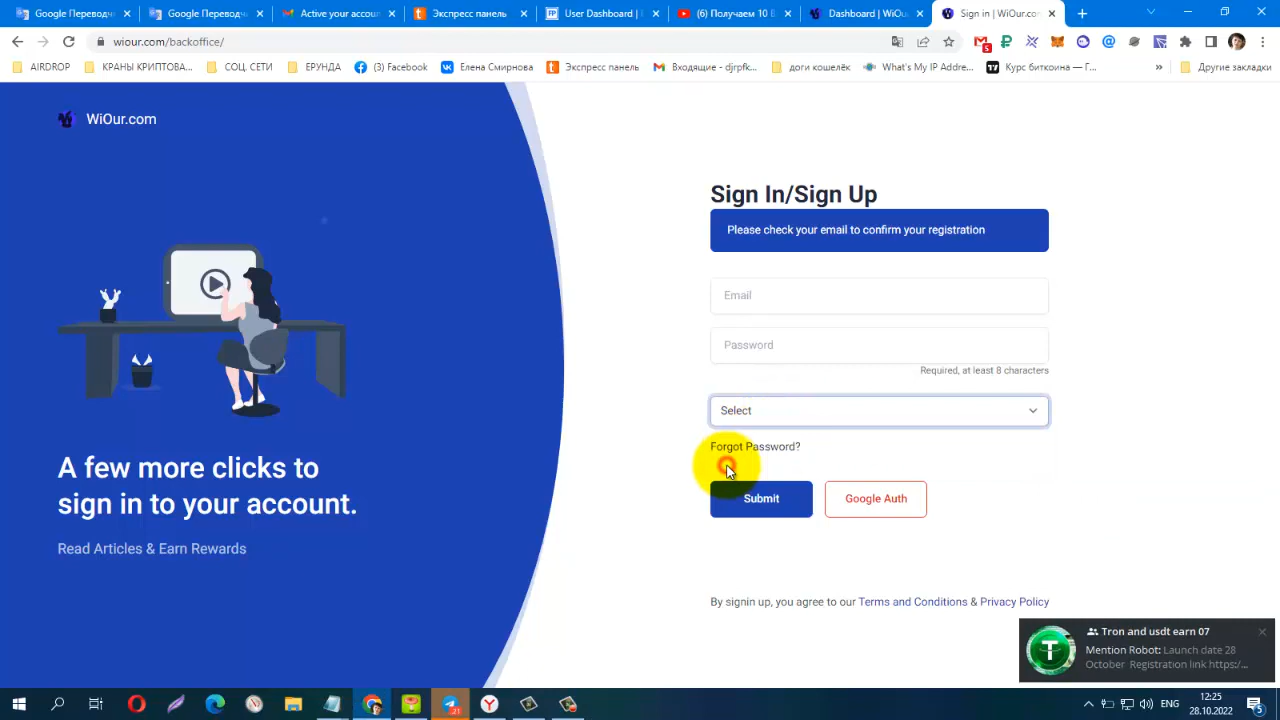 Google Переводч
Google Переводч
Active your accou
Экспресс панель
User Dashboard |
(6) Получаем 10
Dashboard | WiOu
Sign in | WiOur.co
wiour.com/backoffice/
5
AIRDROP
КРАНЫ КРИПТОВА...
СОЦ. СЕТИ
ЕРУНДА
(3) Facebook
Елена Смирнова
Экспресс панель
Входящие - djrpfk...
доги кошелёк
What's My IP Addre...
Курс биткоина — Г...
»
Другие закладки
WiOur.com
Sign In/Sign Up
Please check your email to confirm your registration
Email
Password
Required, at least 8 characters
Select
Forgot Password?
Submit
Google Auth
A few more clicks to
sign in to your account.
Read Articles & Earn Rewards
By signin up, you agree to our Terms and Conditions & Privacy Policy
Tron and usdt earn 07
Mention Robot: Launch date 28
October Registration link https:/...
ENG
12:25
28.10.2022
5